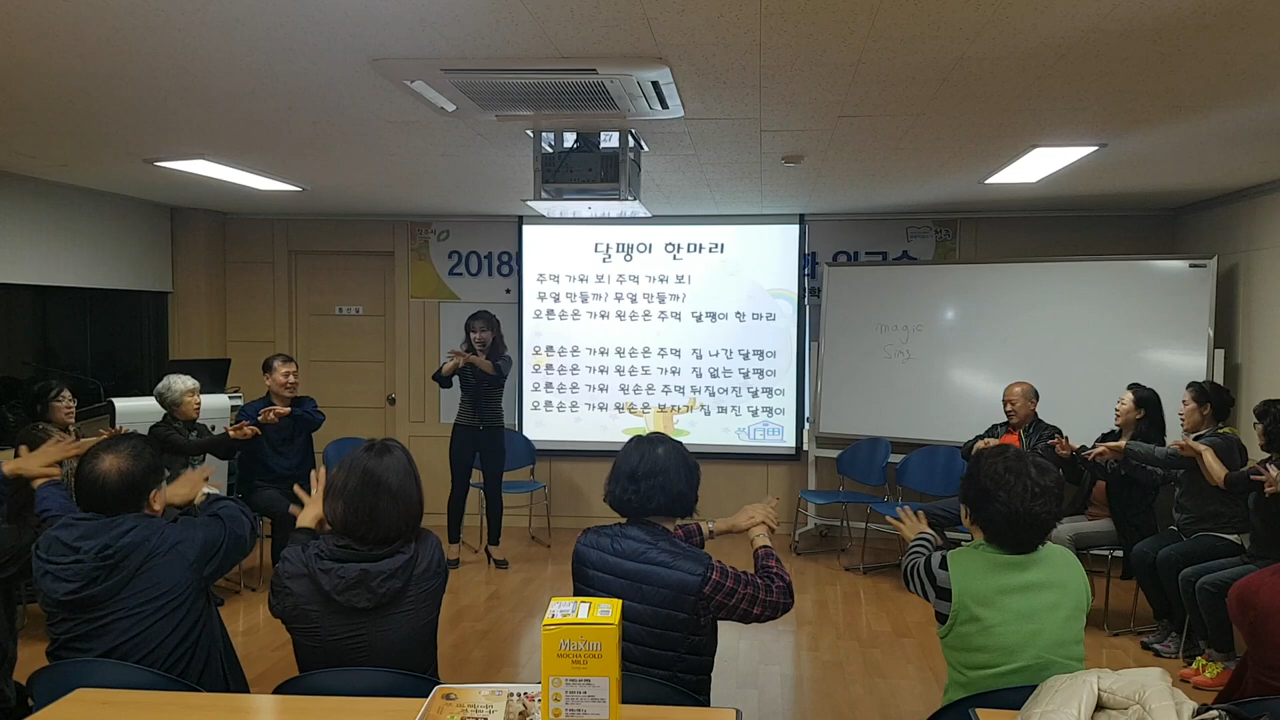 2018
달팽이 한마리
주먹 가위 보! 주먹 가위 보!
무얼 만들까? 무얼 만들까?
오른손은 가위 왼손은 주먹 달팽이 한 마리
오른손은 가위 왼손은 주먹 집 나간 달팽이
오른손은 가위 왼손도 가위 집 없는 달팽이
오른손은 가위 왼손은 주먹 뒤집어진 달팽이
오른손은 가위 왼손은 보자기 집 퍼진 달팽이
magic
Sing
Maxim
MOCHA GOLD
MILD